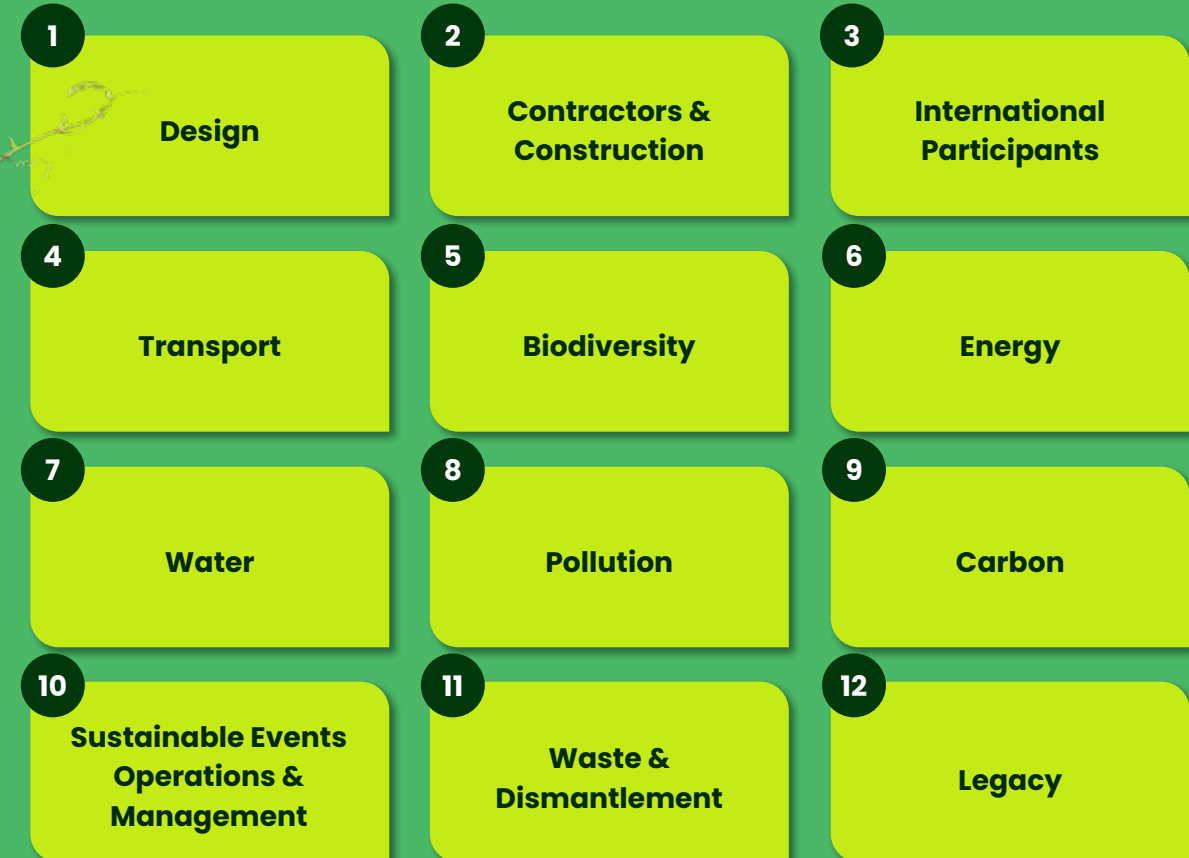 1
Design
2
Contractors &
Construction
3
International
Participants
4
Transport
5
Biodiversity
6
Energy
7
Water
8
Pollution
9
Carbon
10
Sustainable Events
Operations &
Management
11
Waste &
Dismantlement
12
Legacy